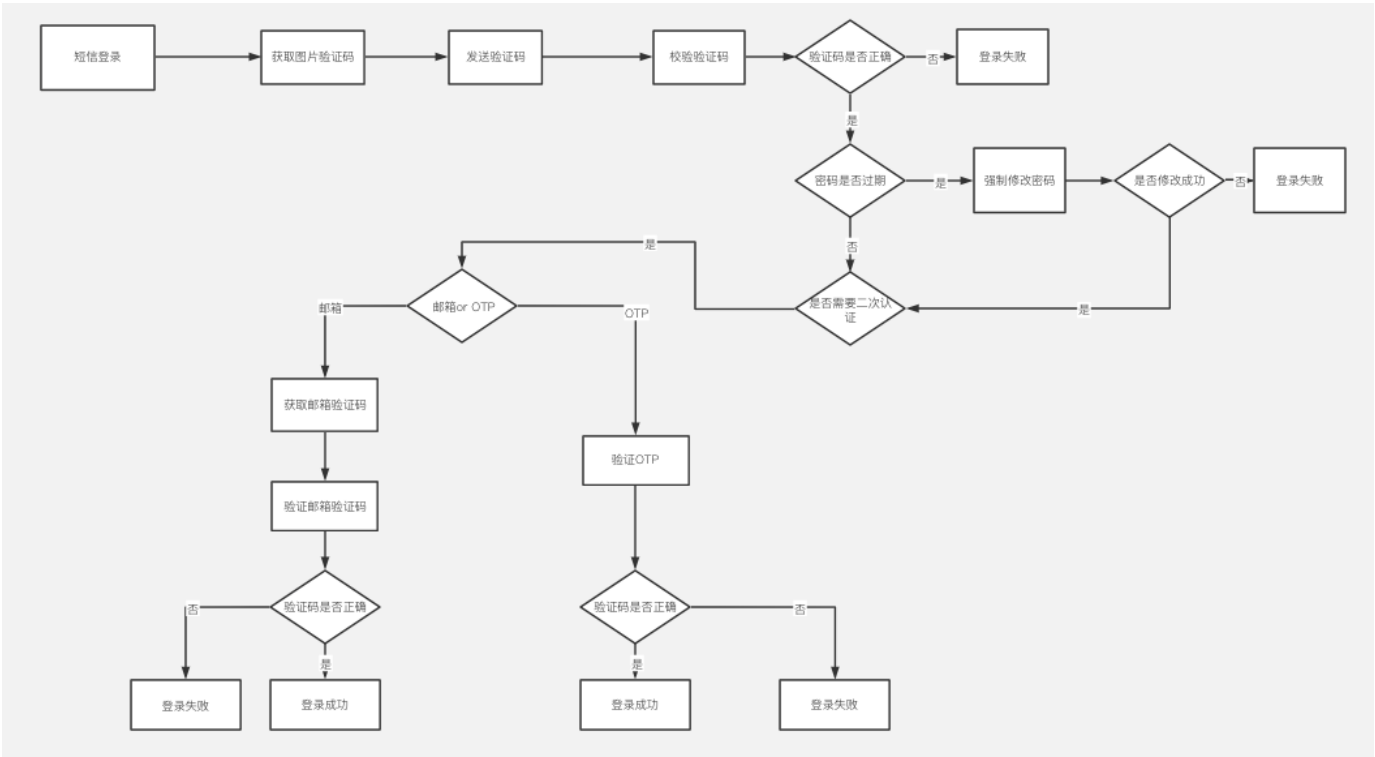 短信登录
获取图片验证码
发送验证码
校验验证码
验证码是否正确
否
登录失败
是
密码是否过期
是
强制修改密码
是否修改成功
否
登录失败
否
是
是否需要二次认
证
是
邮箱or OTP
邮箱
OTP
获取邮箱验证码
验证OTP
验证邮箱验证码
验证码是否正确
否
是
验证码是否正确
否
是
登录失败
登录成功
登录成功
登录失败